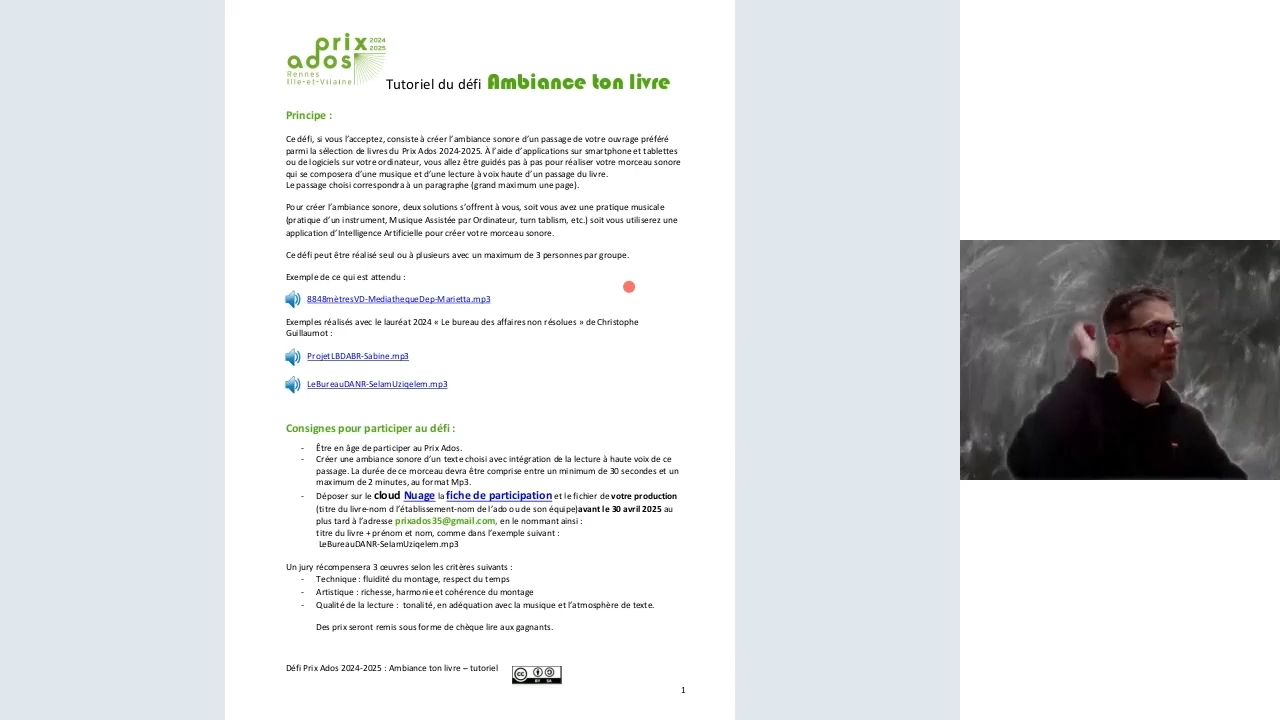 prix 2024
2025
ados
Rennes
Ille-et-Vilaine
Tutoriel du défi Ambiance ton livre
Principe :
Ce défi, si vous l'acceptez, consiste à créer l'ambiance sonore d'un passage de votre ouvrage préféré
parmi la sélection de livres du Prix Ados 2024-2025. À l'aide d'applications sur smartphone et tablettes
ou de logiciels sur votre ordinateur, vous allez être guidés pas à pas pour réaliser votre morceau sonore
qui se composera d'une musique et d'une lecture à voix haute d'un passage du livre.
Le passage choisi correspondra à un paragraphe (grand maximum une page).
Pour créer l'ambiance sonore, deux solutions s'offrent à vous, soit vous avez une pratique musicale
(pratique d'un instrument, Musique Assistée par Ordinateur, turn tablism, etc.) soit vous utiliserez une
application d'Intelligence Artificielle pour créer votre morceau sonore.
Ce défi peut être réalisé seul ou à plusieurs avec un maximum de 3 personnes par groupe.
Exemple de ce qui est attendu :
8848mètresVD-MediathequeDep-Marietta.mp3
Exemples réalisés avec le lauréat 2024 « Le bureau des affaires non résolues » de Christophe
Guillaumot :
ProjetLBDABR-Sabine.mp3
LeBureauDANR-SelamUziqelem.mp3
Consignes pour participer au défi :
- Être en âge de participer au Prix Ados.
- Créer une ambiance sonore d'un texte choisi avec intégration de la lecture à haute voix de ce
passage. La durée de ce morceau devra être comprise entre un minimum de 30 secondes et un
maximum de 2 minutes, au format Mp3.
- Déposer sur le cloud Nuage la fiche de participation et le fichier de votre production
(titre du livre-nom d l'établissement-nom de l'ado ou de son équipe)avant le 30 avril 2025 au
plus tard à l'adresse prixados35@gmail.com, en le nommant ainsi :
titre du livre + prénom et nom, comme dans l'exemple suivant :
LeBureauDANR-SelamUziqelem.mp3
Un jury récompensera 3 œuvres selon les critères suivants :
- Technique : fluidité du montage, respect du temps
- Artistique : richesse, harmonie et cohérence du montage
- Qualité de la lecture : tonalité, en adéquation avec la musique et l'atmosphère de texte.
Des prix seront remis sous forme de chèque lire aux gagnants.
Défi Prix Ados 2024-2025 : Ambiance ton livre – tutoriel
cc BY SA
1